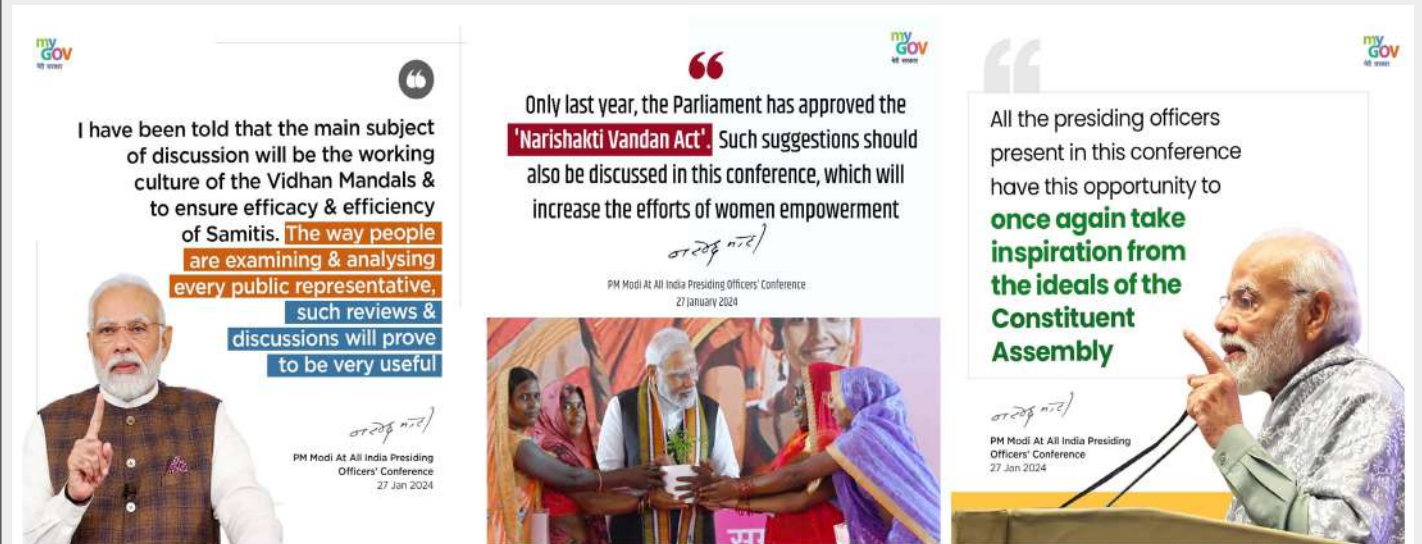 my
GOV
मेरी सरकार
I have been told that the main subject
of discussion will be the working
culture of the Vidhan Mandals &
to ensure efficacy & efficiency
of Samitis. The way people
are examining & analysing
every public representative,
such reviews &
discussions will prove
to be very useful
PM Modi At All India Presiding
Officers' Conference
27 Jan 2024
my
GOV
मेरी सरकार
Only last year, the Parliament has approved the
'Narishakti Vandan Act'. Such suggestions should
also be discussed in this conference, which will
increase the efforts of women empowerment
PM Modi At All India Presiding Officers' Conference
27 January 2024
my
GOV
मेरी सरकार
All the presiding officers
present in this conference
have this opportunity to
once again take
inspiration from
the ideals of the
Constituent
Assembly
PM Modi At All India Presiding
Officers' Conference
27 Jan 2024